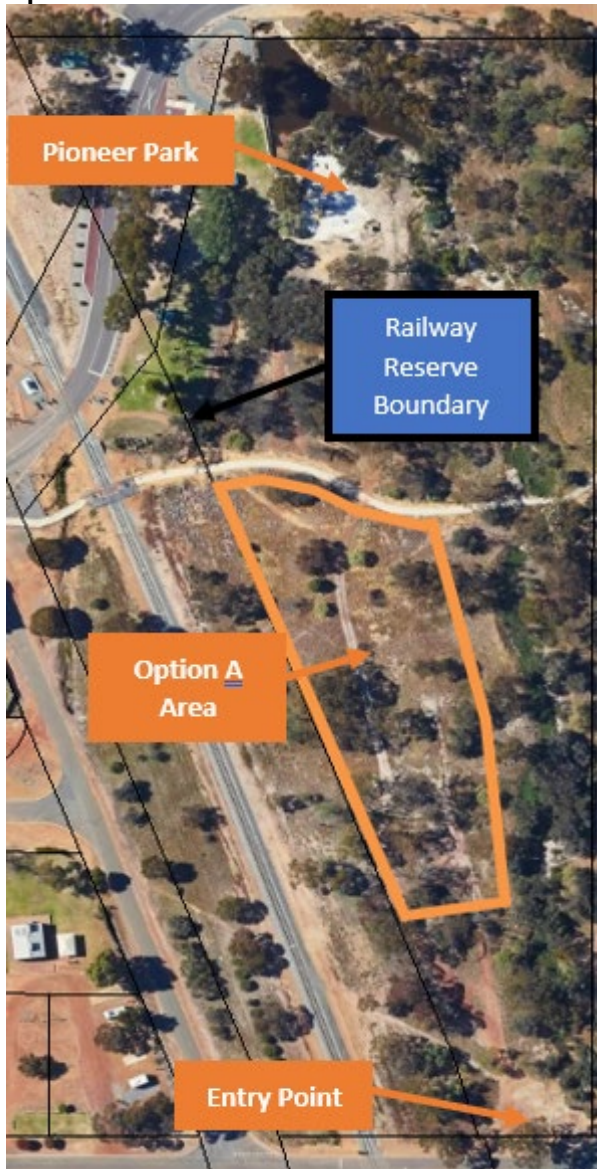 Pioneer Park
Railway
Reserve
Boundary
Option A
Area
Entry Point